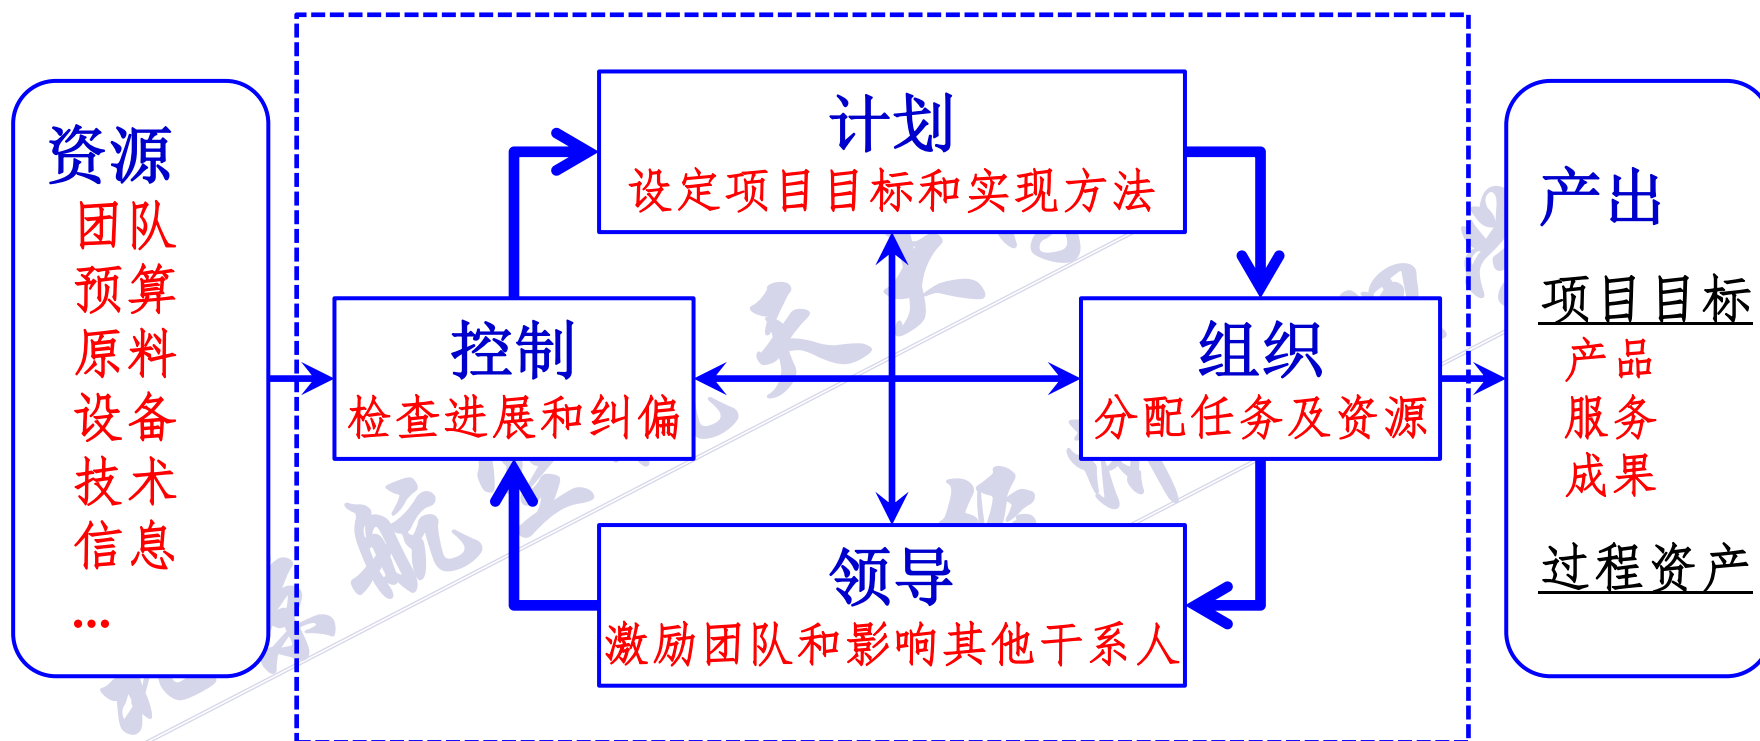 资源
团队
预算
原料
设备
技术
信息
...
计划
设定项目目标和实现方法
控制
检查进展和纠偏
组织
分配任务及资源
领导
激励团队和影响其他干系人
产出
项目目标
产品
服务
成果
过程资产